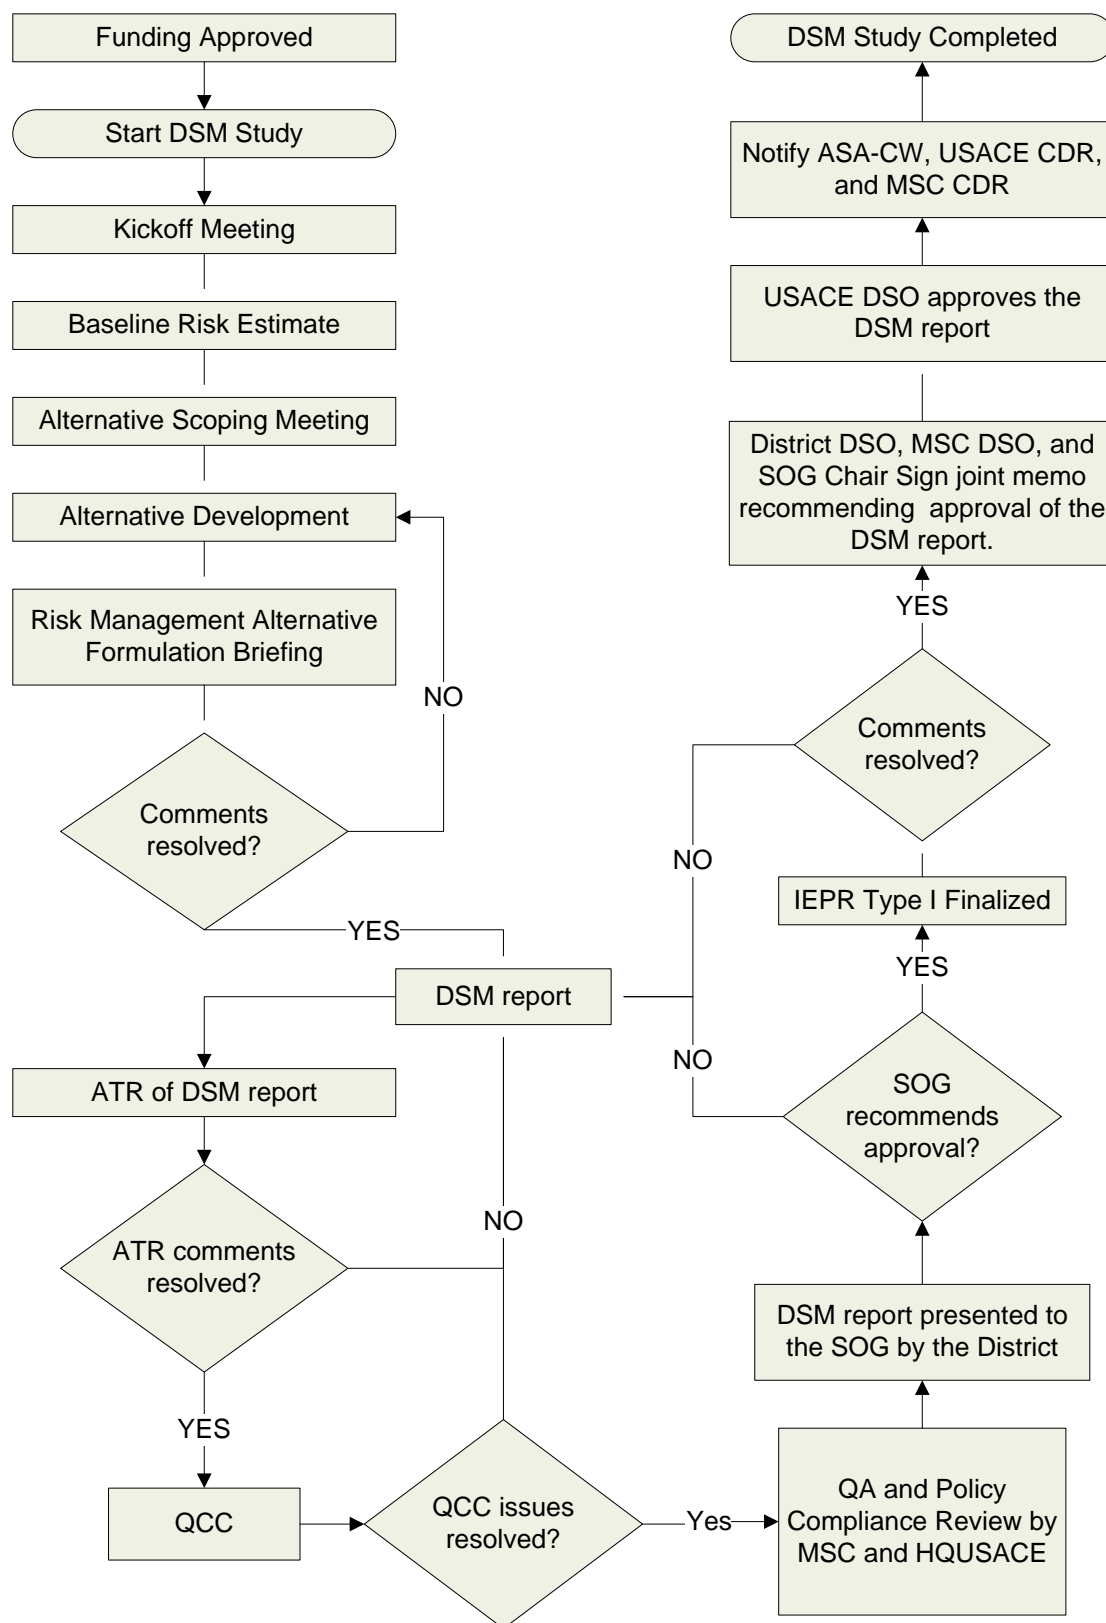 Funding Approved
Start DSM Study
Kickoff Meeting
Baseline Risk Estimate
Alternative Scoping Meeting
Alternative Development
Risk Management Alternative
Formulation Briefing
NO
Comments
resolved?
YES
DSM report
ATR of DSM report
ATR comments
resolved?
NO
YES
QCC
QCC issues
resolved?
Yes
QA and Policy
Compliance Review by
MSC and HQUSACE
DSM report presented to
the SOG by the District
SOG
recommends
approval?
NO
YES
IEPR Type I Finalized
Comments
resolved?
NO
YES
District DSO, MSC DSO, and
SOG Chair Sign joint memo
recommending  approval of the
DSM report.
USACE DSO approves the
DSM report
Notify ASA-CW, USACE CDR,
and MSC CDR
DSM Study Completed